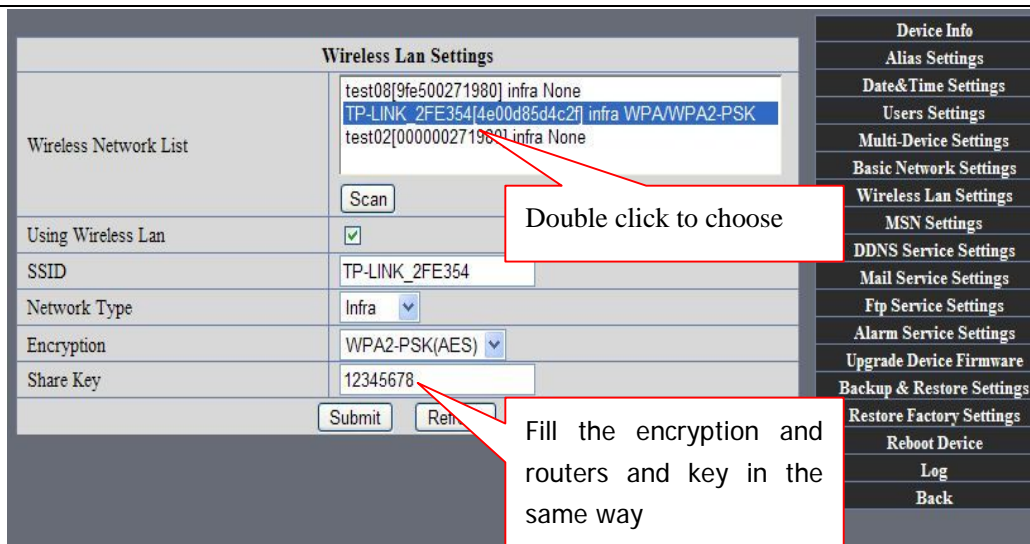 Wireless Lan Settings
Wireless Network List
test08[9fe500271980] infra None
TP-LINK_2FE354[4e00d85d4c2f] infra WPA/WPA2-PSK
test02[000000271980] infra None
Scan
Double click to choose
Using Wireless Lan
SSID
TP-LINK_2FE354
Network Type
Infra
Encryption
WPA2-PSK(AES)
Share Key
12345678
Submit
Fill the encryption and
routers and key in the
same way
Device Info
Alias Settings
Date&Time Settings
Users Settings
Multi-Device Settings
Basic Network Settings
Wireless Lan Settings
MSN Settings
DDNS Service Settings
Mail Service Settings
Ftp Service Settings
Alarm Service Settings
Upgrade Device Firmware
Backup & Restore Settings
Restore Factory Settings
Reboot Device
Log
Back